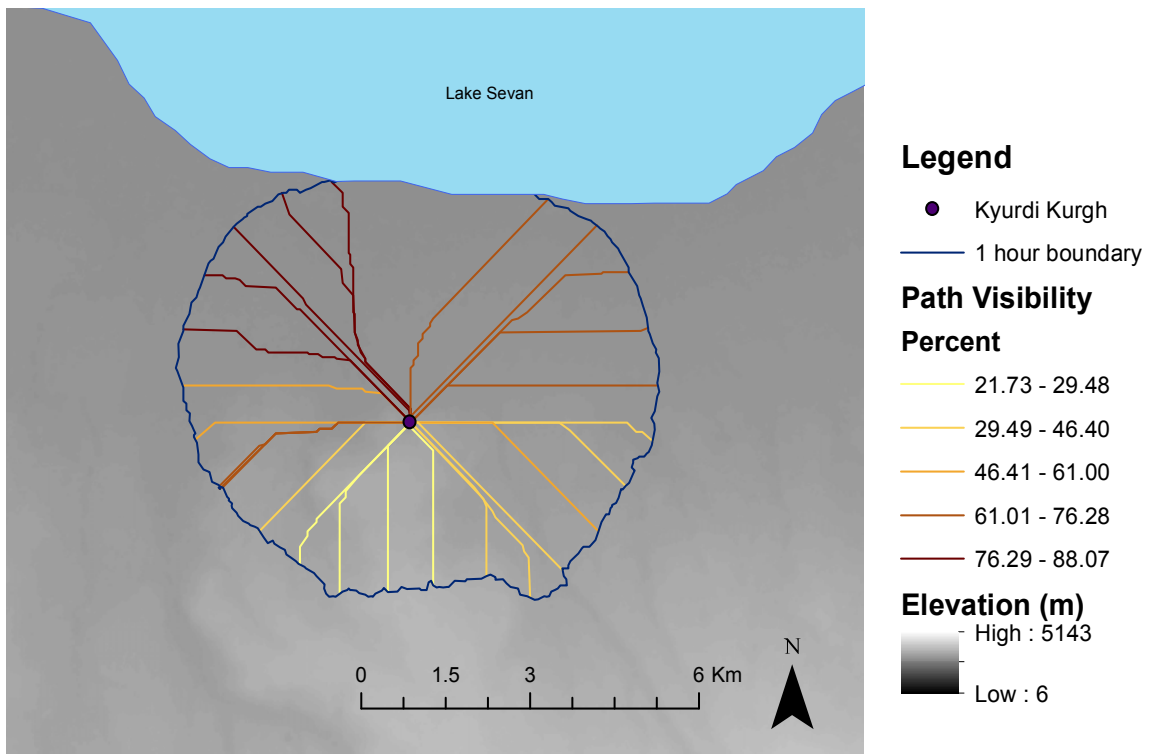 Lake Sevan
Legend
Kyurdi Kurgh
1 hour boundary
Path Visibility
Percent
21.73 - 29.48
29.49 - 46.40
46.41 - 61.00
61.01 - 76.28
76.29 - 88.07
Elevation (m)
High : 5143
Low : 6
N
0 1.5 3 6 Km